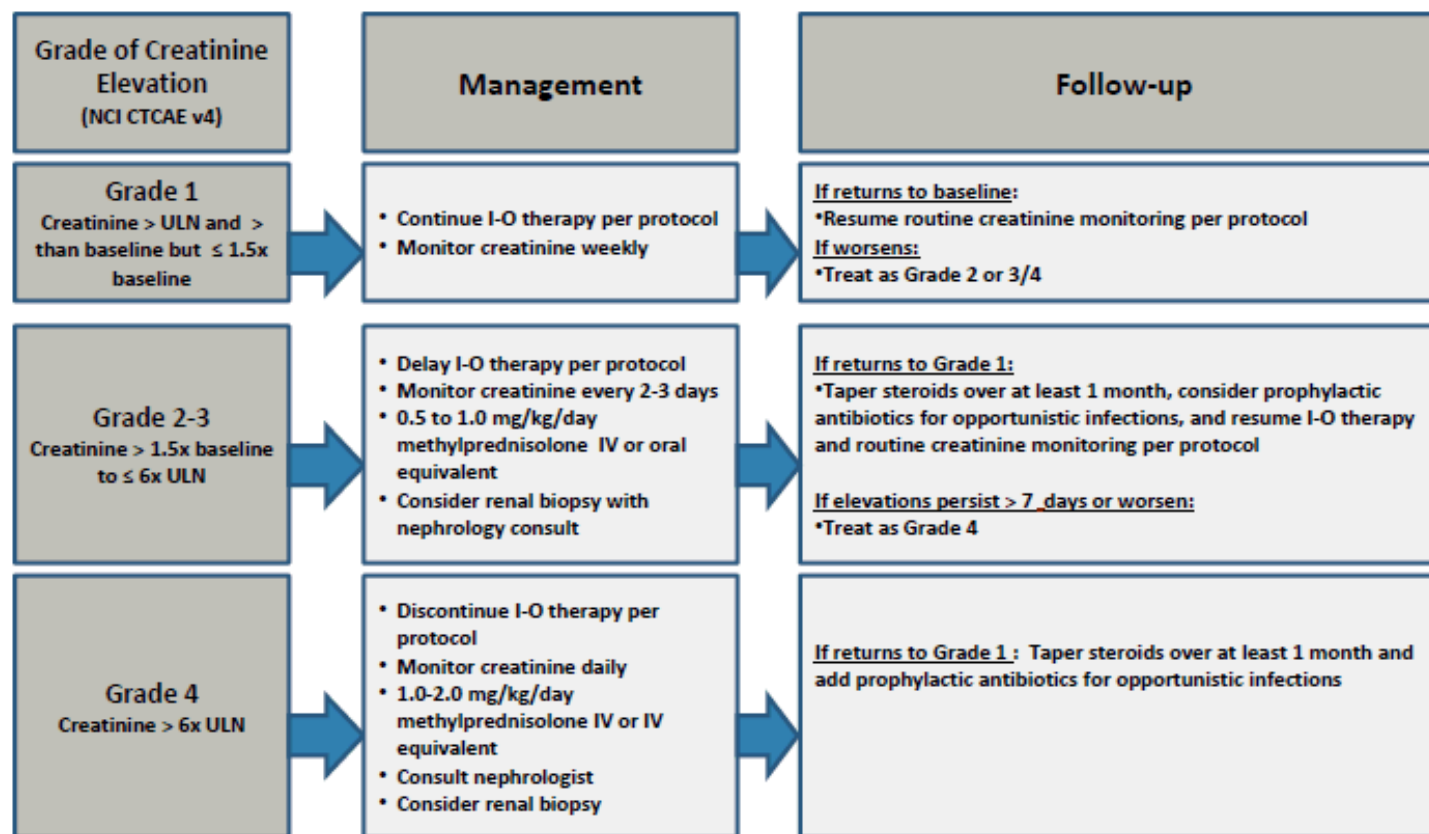 Grade of Creatinine
Elevation
(NCI CTCAE v4)
Management
Follow-up
Grade 1
Creatinine > ULN and >
than baseline but ≤ 1.5x
baseline
• Continue I-O therapy per protocol
• Monitor creatinine weekly
If returns to baseline:
•Resume routine creatinine monitoring per protocol
If worsens:
•Treat as Grade 2 or 3/4
Grade 2-3
Creatinine > 1.5x baseline
to ≤ 6x ULN
• Delay I-O therapy per protocol
• Monitor creatinine every 2-3 days
• 0.5 to 1.0 mg/kg/day
methylprednisolone IV or oral
equivalent
• Consider renal biopsy with
nephrology consult
If returns to Grade 1:
•Taper steroids over at least 1 month, consider prophylactic
antibiotics for opportunistic infections, and resume I-O therapy
and routine creatinine monitoring per protocol
If elevations persist > 7 days or worsen:
•Treat as Grade 4
Grade 4
Creatinine > 6x ULN
• Discontinue I-O therapy per
protocol
• Monitor creatinine daily
• 1.0-2.0 mg/kg/day
methylprednisolone IV or IV
equivalent
• Consult nephrologist
• Consider renal biopsy
If returns to Grade 1 : Taper steroids over at least 1 month and
add prophylactic antibiotics for opportunistic infections